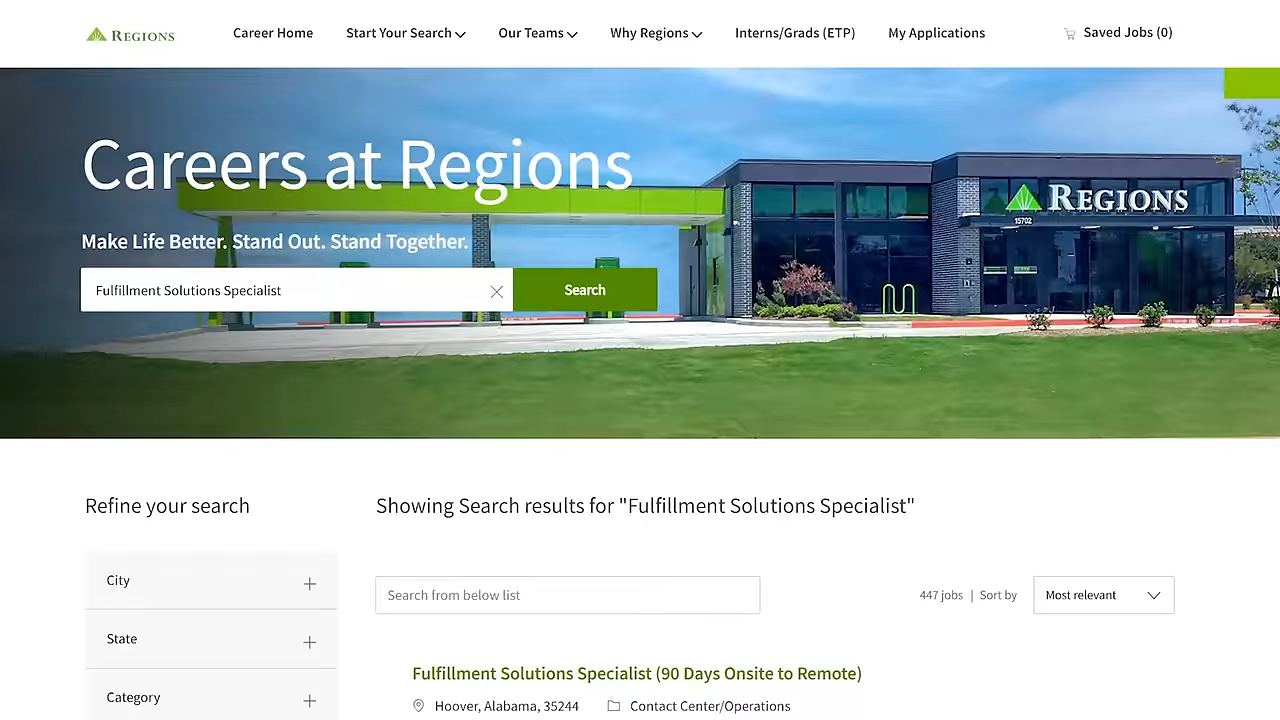 REGIONS
Career Home
Start Your Search
Our Teams
Why Regions
Interns/Grads (ETP)
My Applications
Saved Jobs (0)
Careers at Regions
REGIONS
15702
Make Life Better. Stand Out. Stand Together.
Fulfillment Solutions Specialist
Search
Refine your search
Showing Search results for "Fulfillment Solutions Specialist"
City
Search from below list
447 jobs | Sort by
Most relevant
State
Fulfillment Solutions Specialist (90 Days Onsite to Remote)
Category
Hoover, Alabama, 35244
Contact Center/Operations